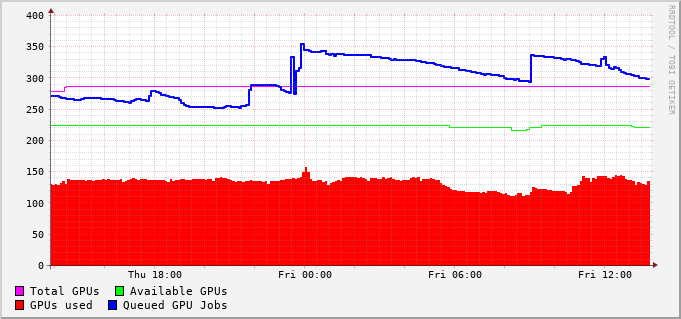 400
350
300
250
200
150
100
50
0
Thu 18:00 Fri 00:00 Fri 06:00 Fri 12:00
Total GPUs Available GPUs
GPUs used Queued GPU Jobs
RRDTOOL / TOBI OETIKER